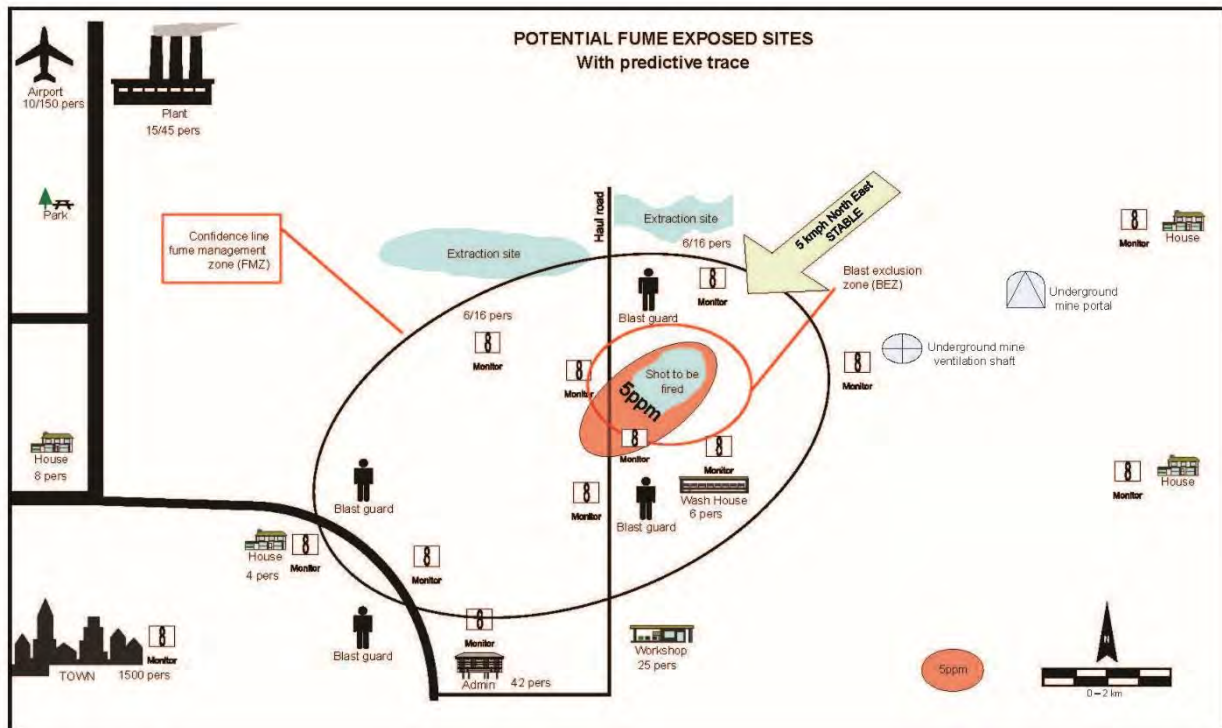 POTENTIAL FUME EXPOSED SITES
With predictive trace
Airport
10/150 pers
Plant
15/45 pers
Park
Confidence line
fume management
zone (FMZ)
Extraction site
Haul road
Extraction site
6/16 pers
5 kmph North East
STABLE
Blast exclusion
zone (BEZ)
Monitor
House
Underground
mine portal
Underground mine
ventilation shaft
Blast guard
Monitor
6/16 pers
Monitor
Monitor
Monitor
Shot to be
fired
5ppm
Monitor
Monitor
House
8 pers
Blast guard
Monitor
Blast guard
Wash House
6 pers
Monitor
House
House
4 pers
Monitor
Monitor
Blast guard
Monitor
Admin
42 pers
Workshop
25 pers
TOWN
Monitor
1500 pers
5ppm
N
0 – 2 km